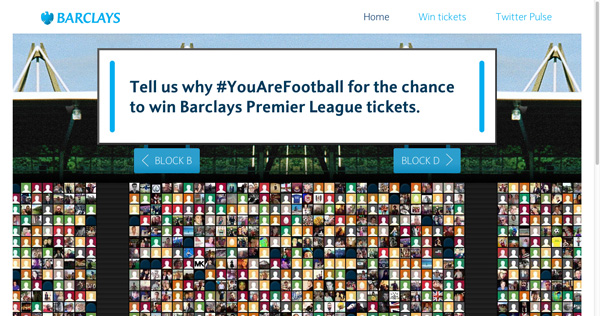 BARCLAYS
Home Win tickets Twitter Pulse
Tell us why #YouAreFootball for the chance
to win Barclays Premier League tickets.
BLOCK B BLOCK D